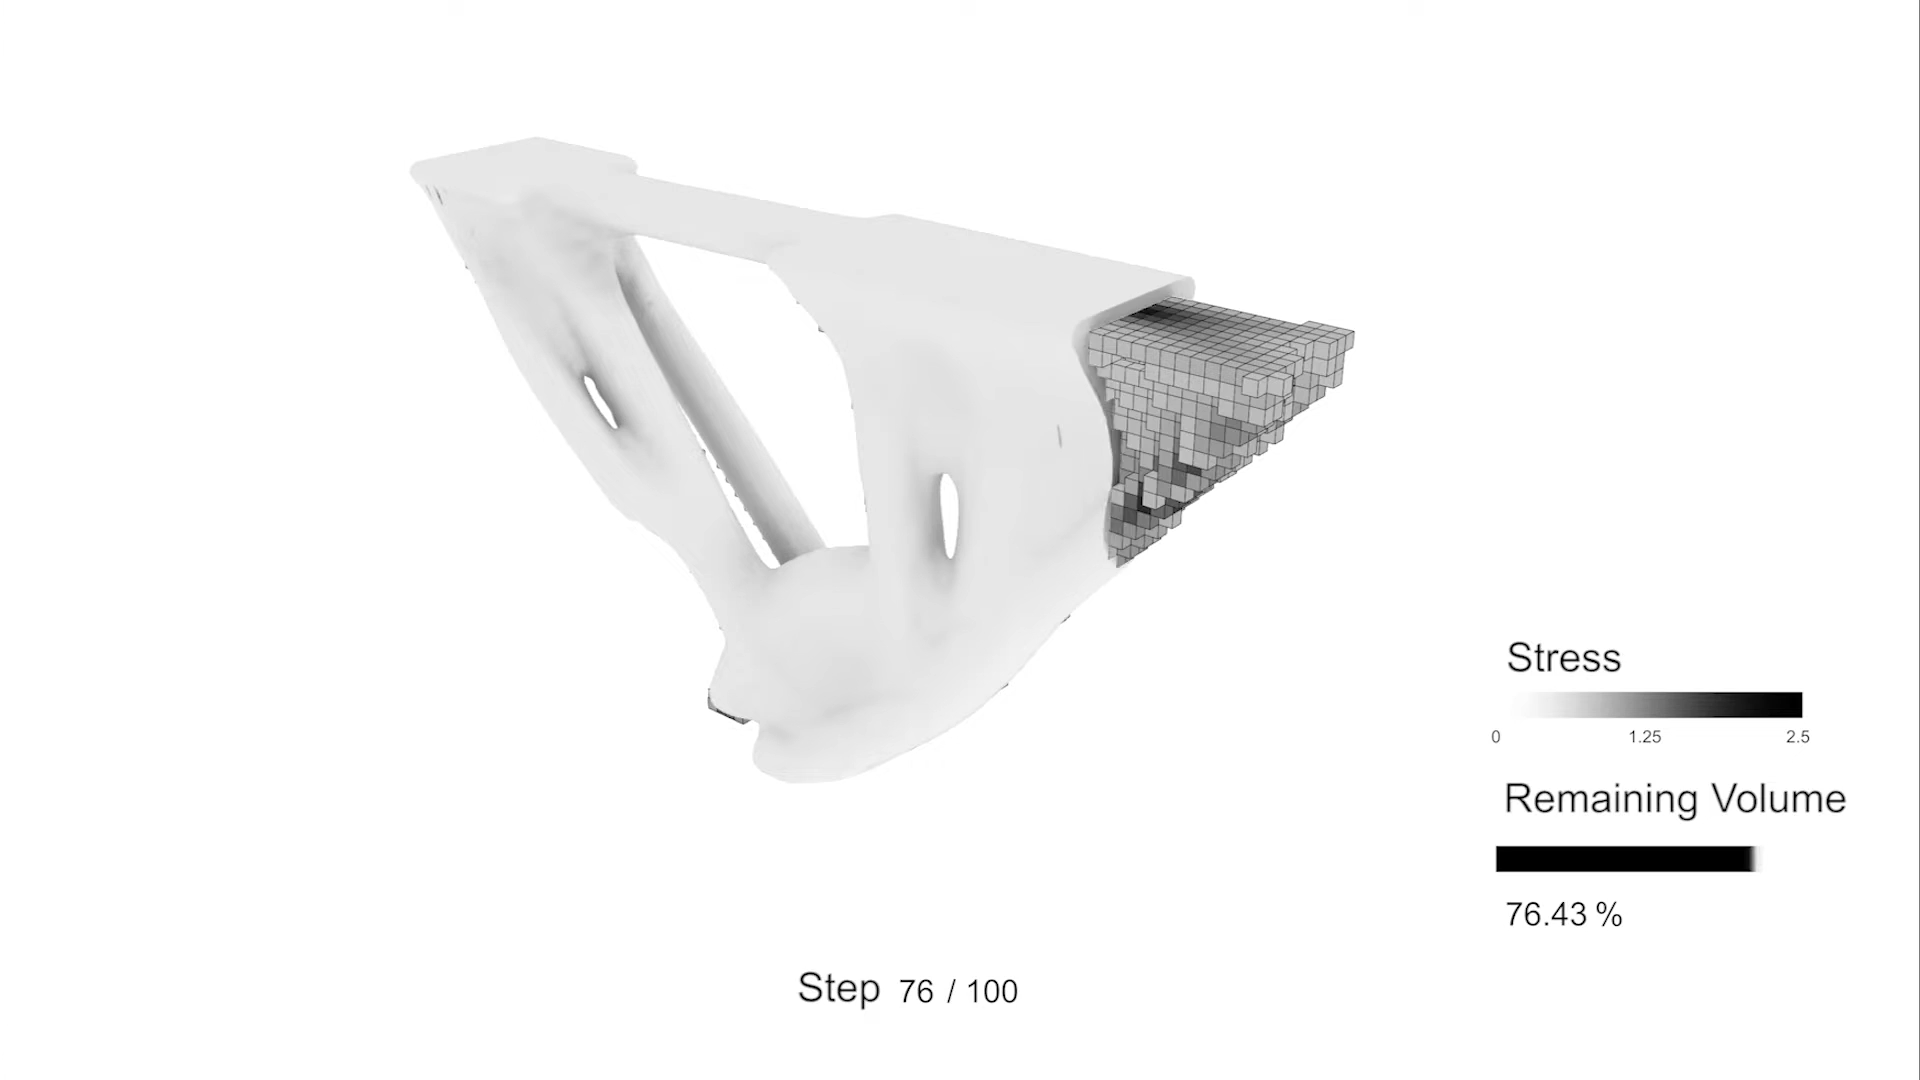 Stress
0 1.25 2.5
Remaining Volume
76.43 %
Step 76 / 100